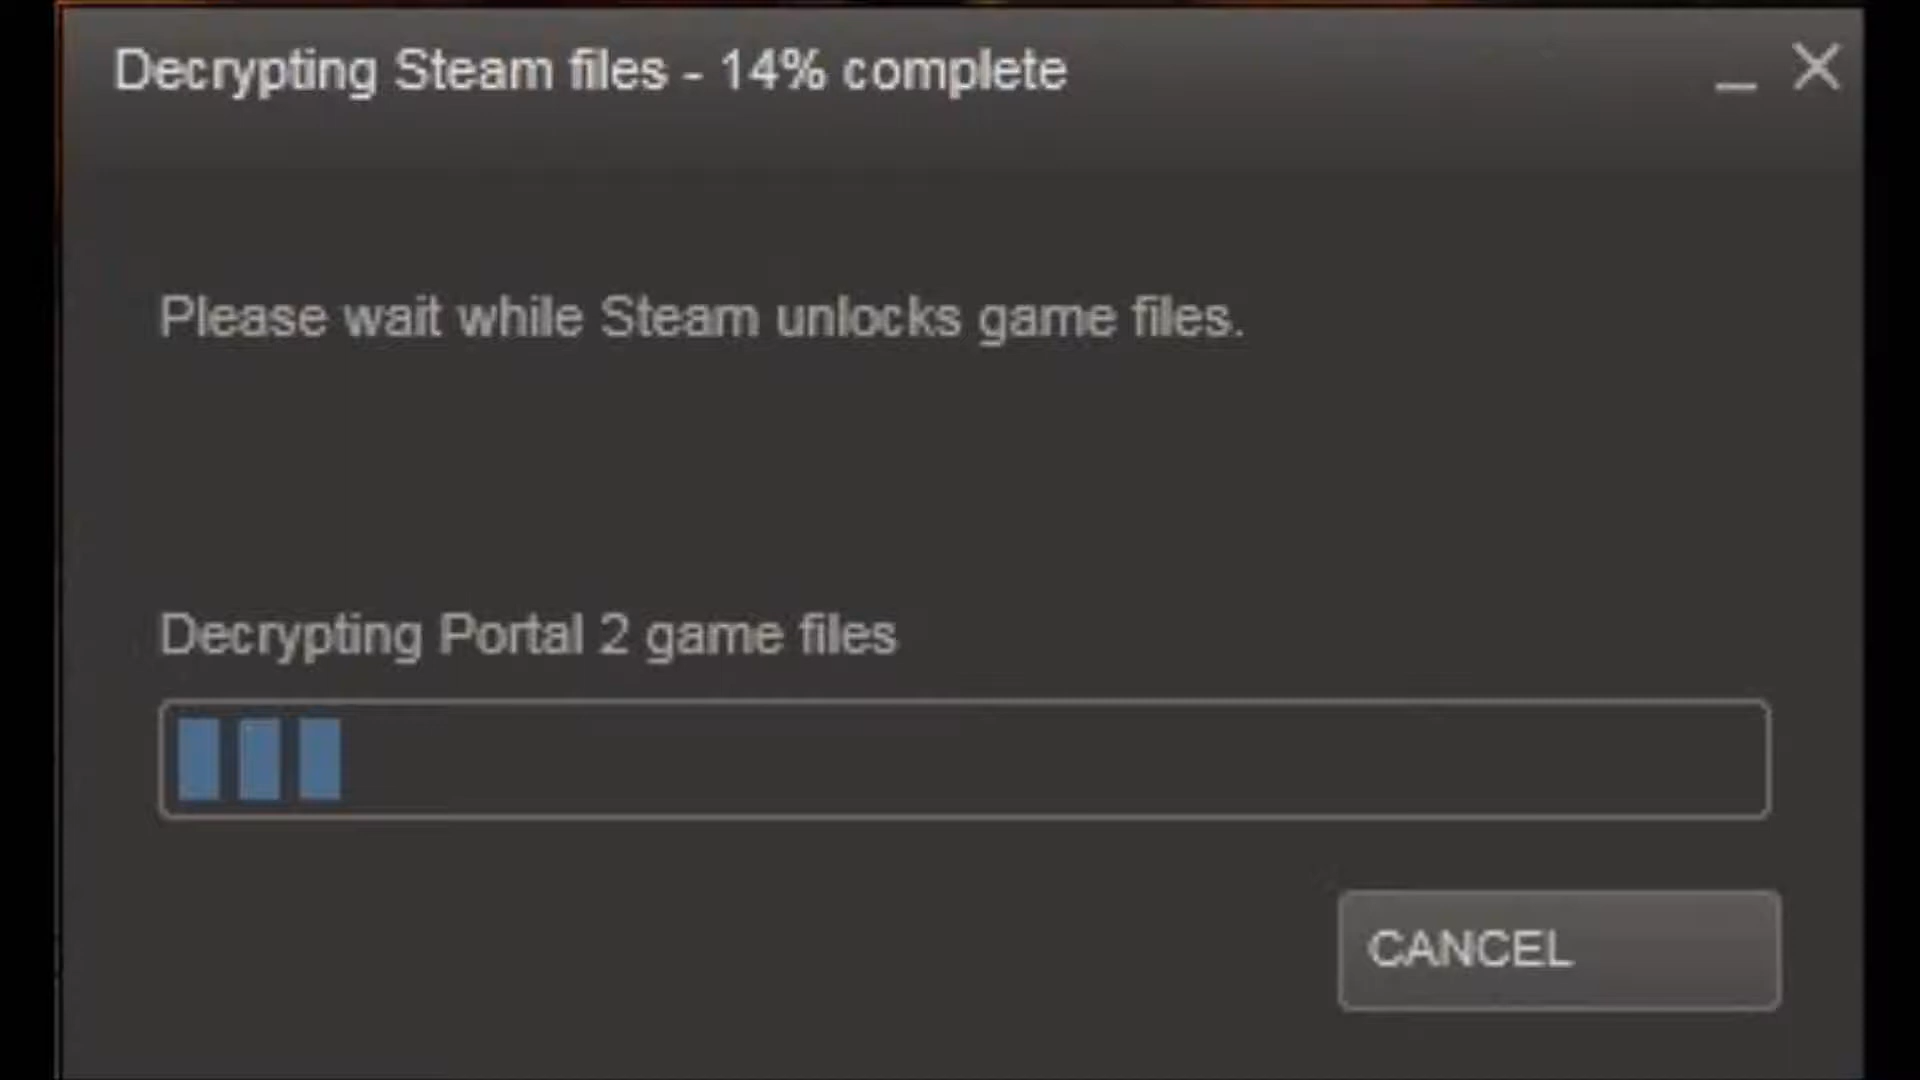 Decrypting Steam files - 14% complete
Please wait while Steam unlocks game files.
Decrypting Portal 2 game files
CANCEL